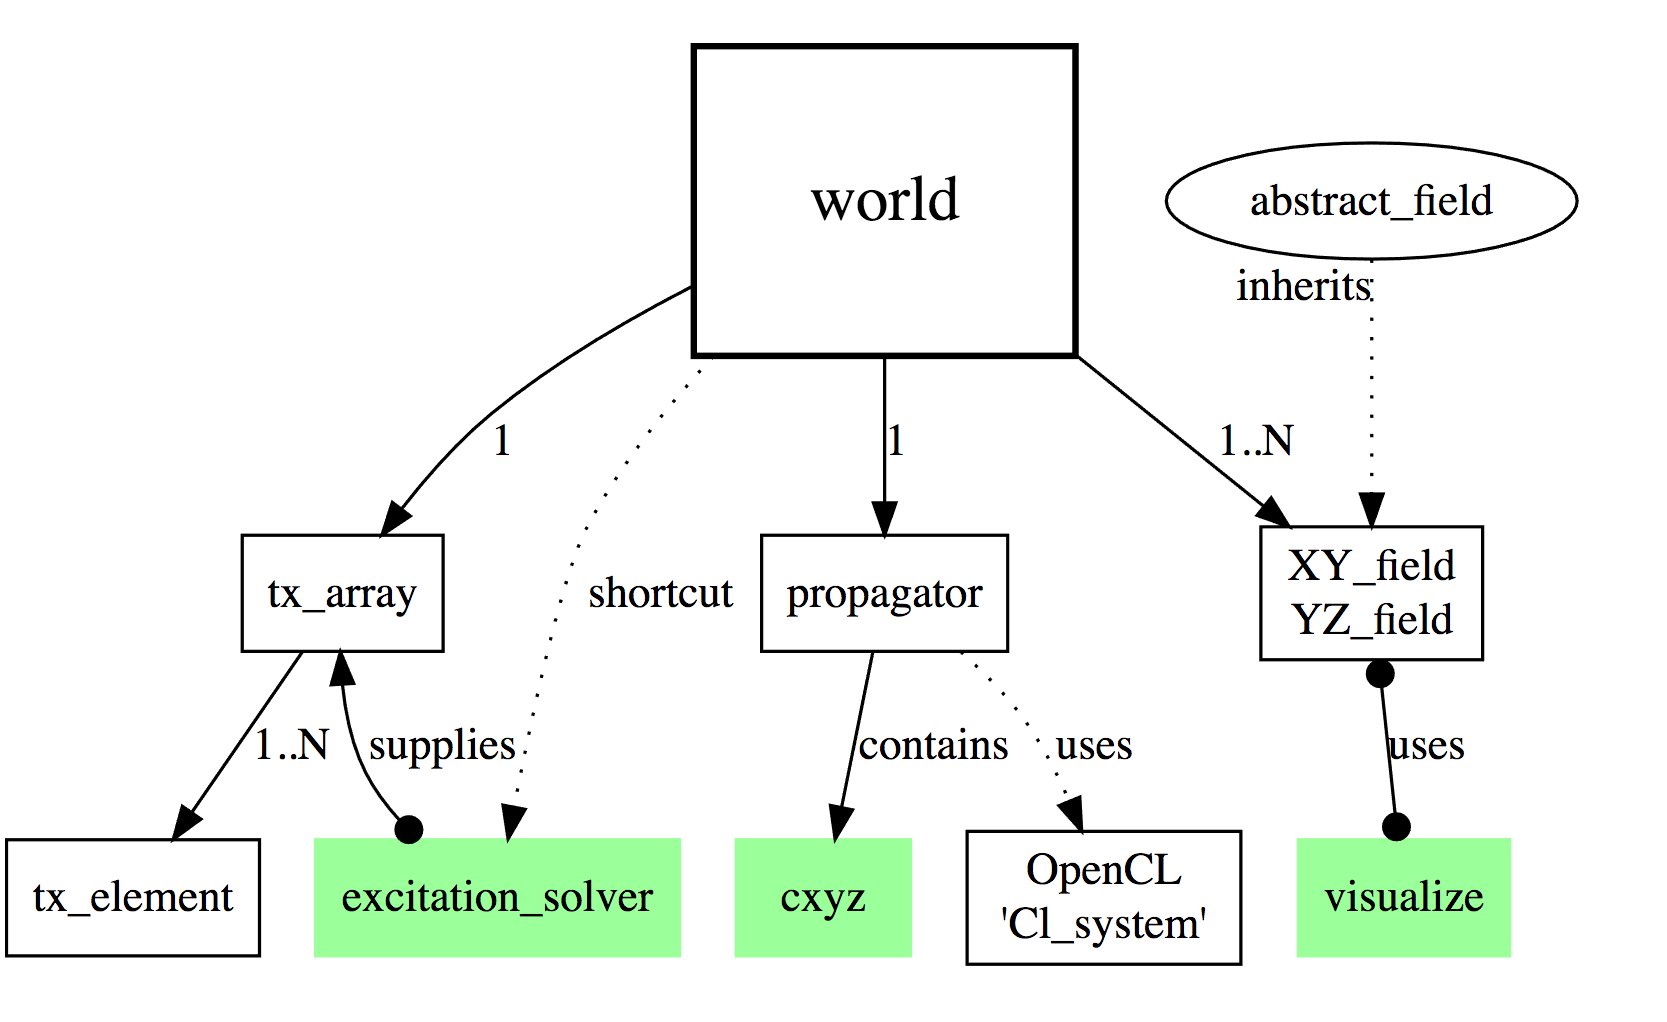 world
abstract_field
inherits
1
1
1..N
tx_array
shortcut
propagator
XY_field
YZ_field
1..N
supplies
contains
uses
uses
tx_element
excitation_solver
cxyz
OpenCL
'Cl_system'
visualize